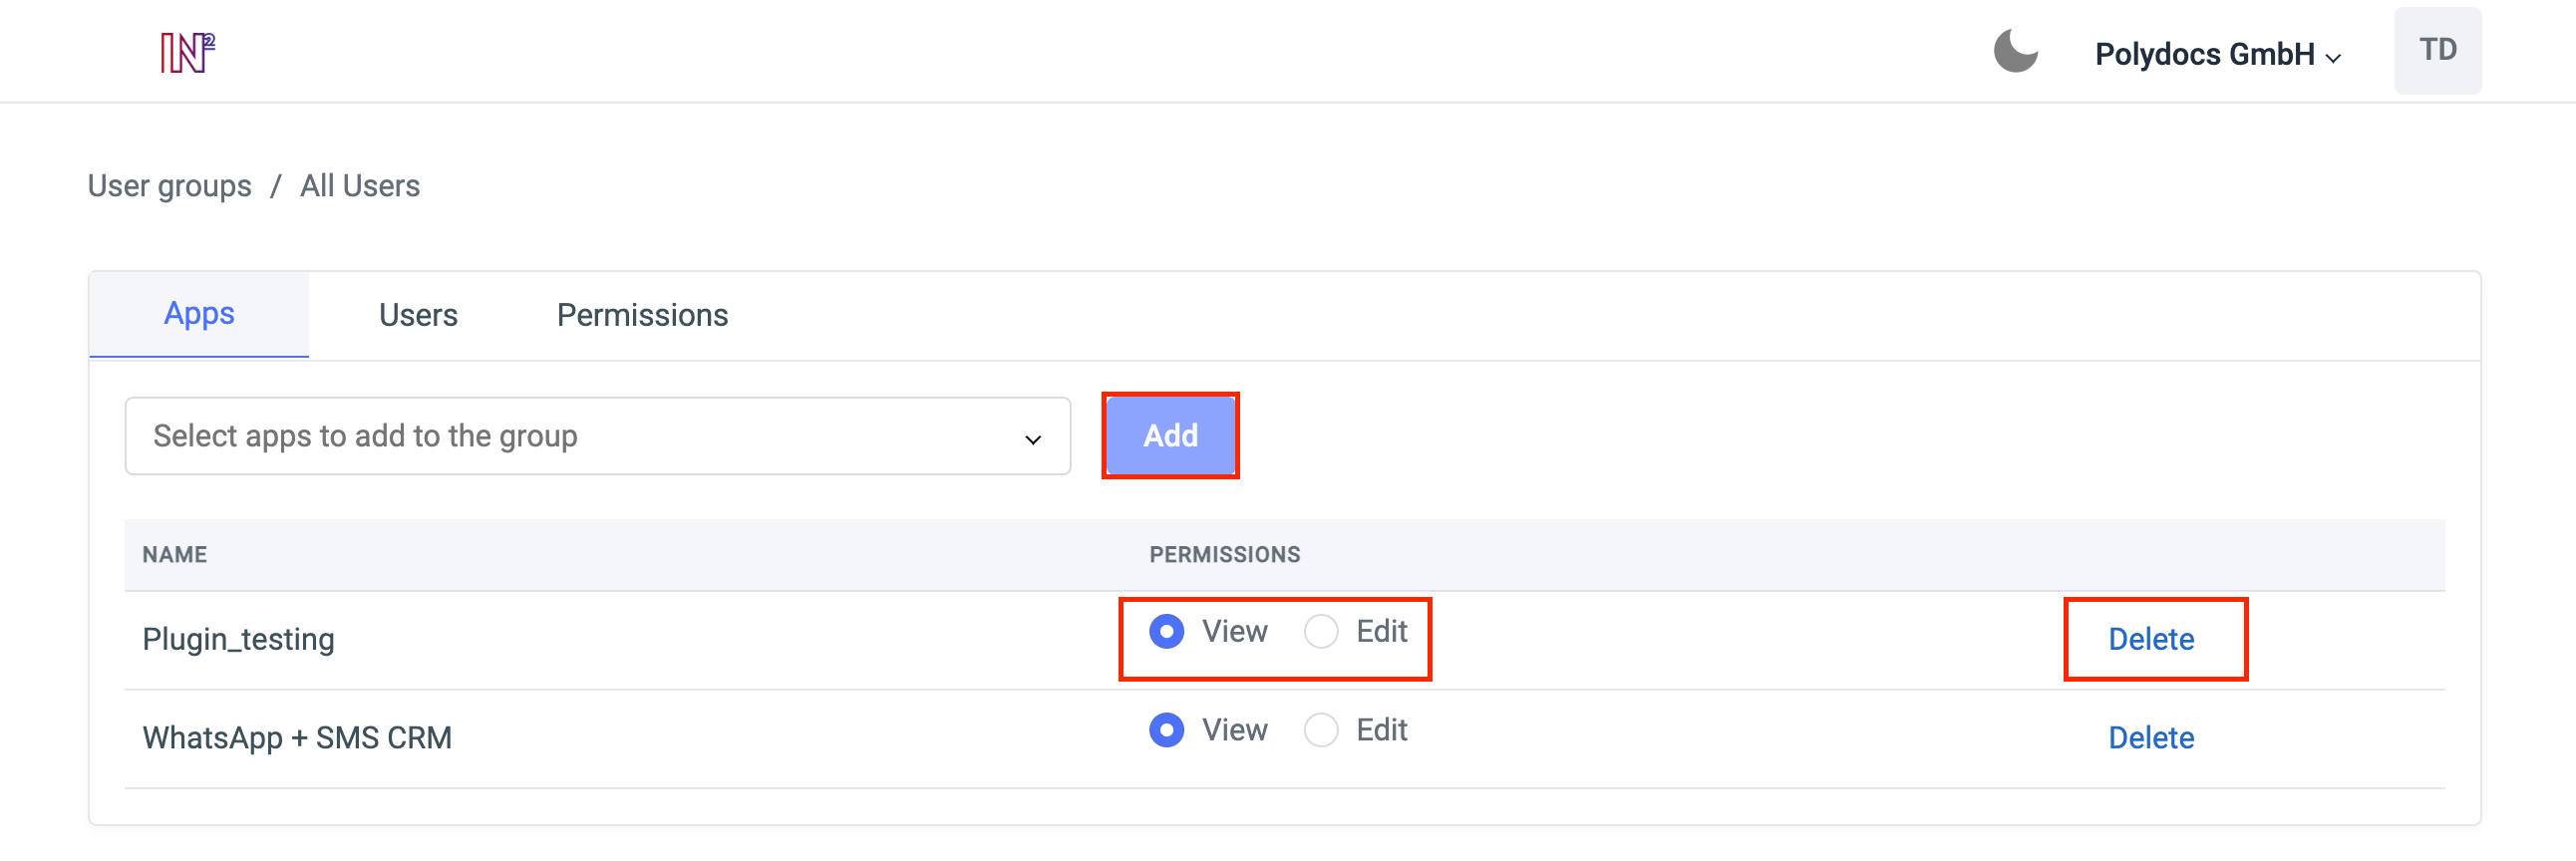 IN²
Polydocs GmbH
TD
User groups / All Users
Apps Users Permissions
Select apps to add to the group
Add
NAME PERMISSIONS
Plugin_testing View Edit Delete
WhatsApp + SMS CRM View Edit Delete